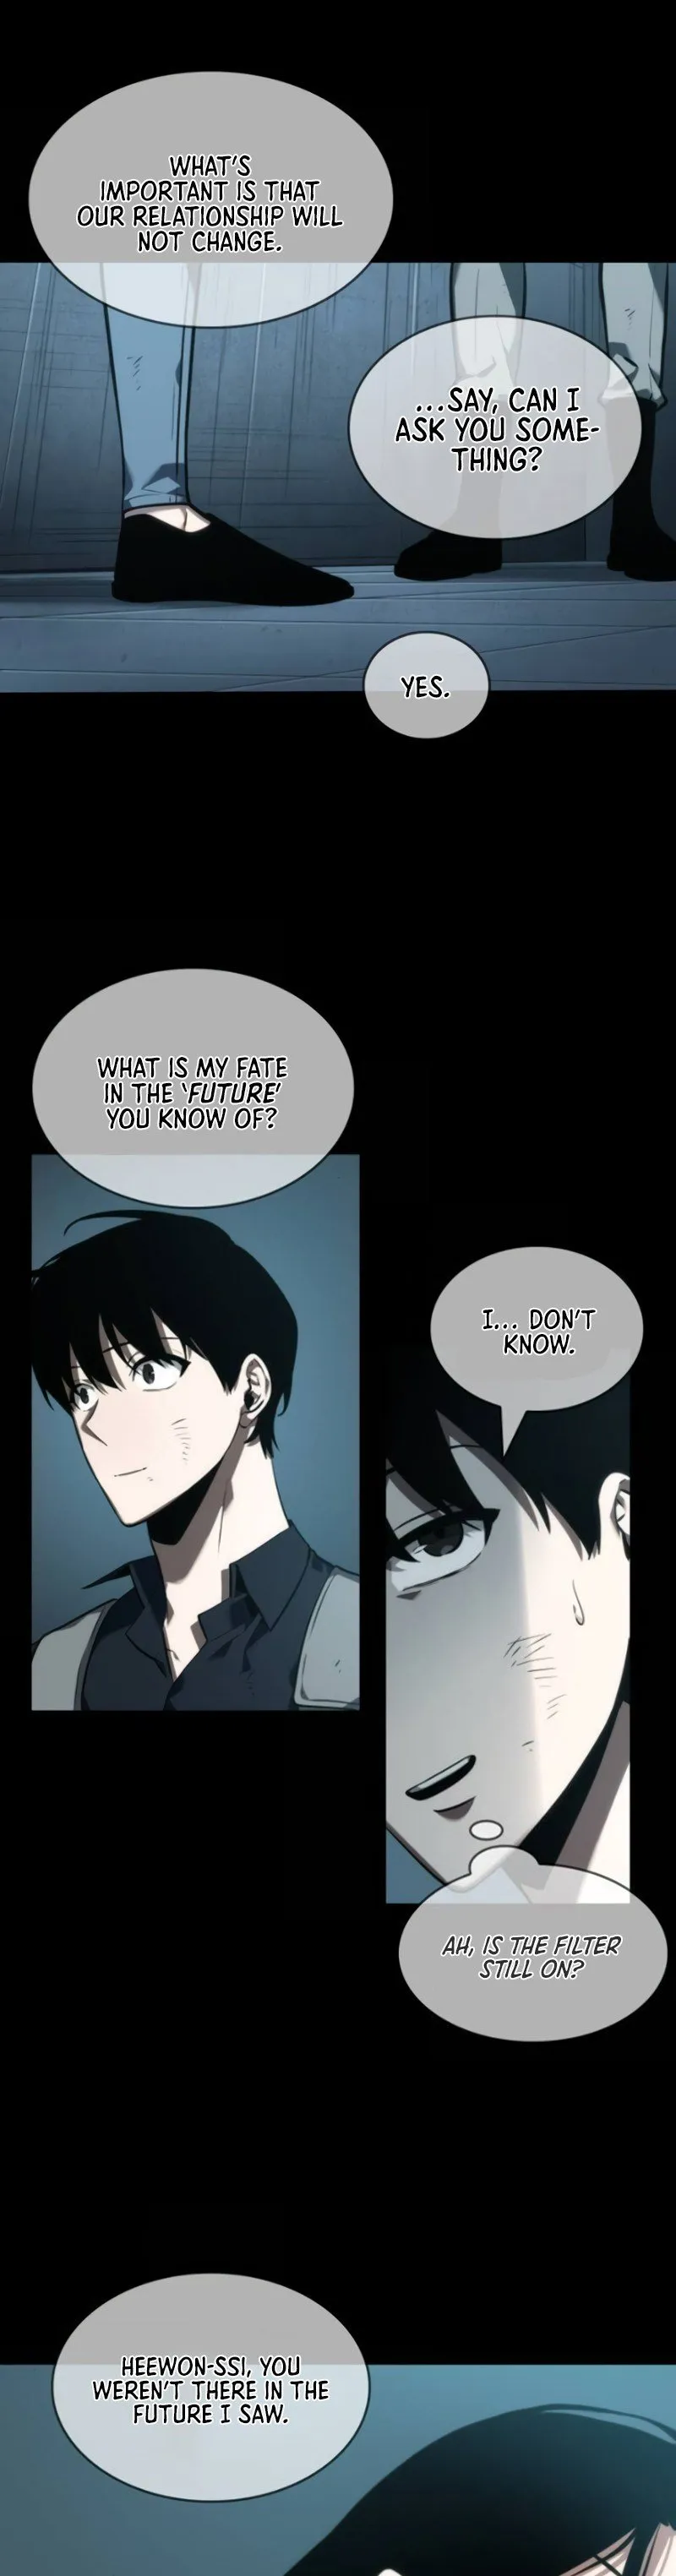 WHAT'S
IMPORTANT IS THAT
OUR RELATIONSHIP WILL
NOT CHANGE.
...SAY, CAN I
ASK YOU SOME-
THING?
YES.
WHAT IS MY FATE
IN THE 'FUTURE'
YOU KNOW OF?
I... DON'T
KNOW.
AH, IS THE FILTER
STILL ON?
HEEWON-SSI, YOU
WEREN'T THERE IN THE
FUTURE I SAW.